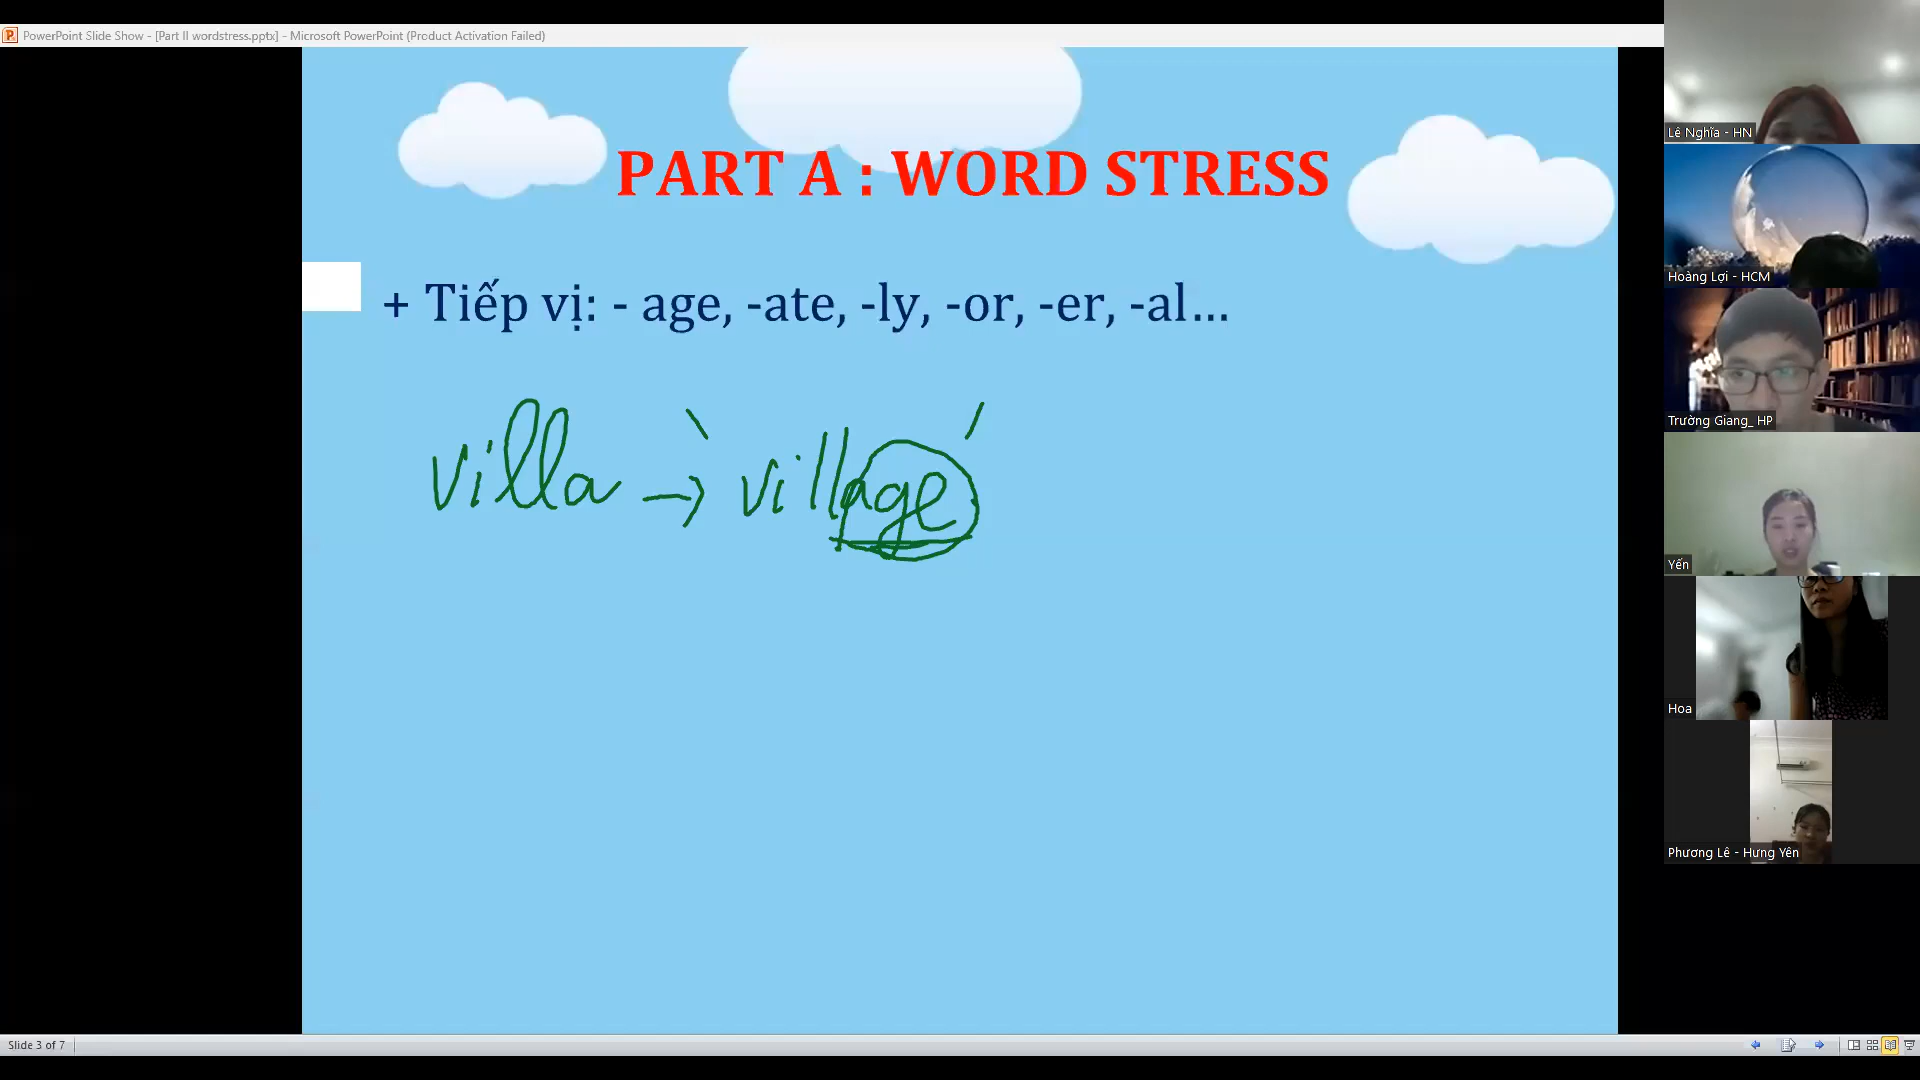 PowerPoint Slide Show - [Part II wordstress.pptx] - Microsoft PowerPoint (Product Activation Failed)
PART A : WORD STRESS
+ Tiếp vị: - age, -ate, -ly, -or, -er, -al...
villa → village
Lê Nghĩa - HN
Hoàng Lợi - HCM
Trường Giang_ HP
Yến
Hoa
Phương Lê - Hưng Yên
Slide 3 of 7